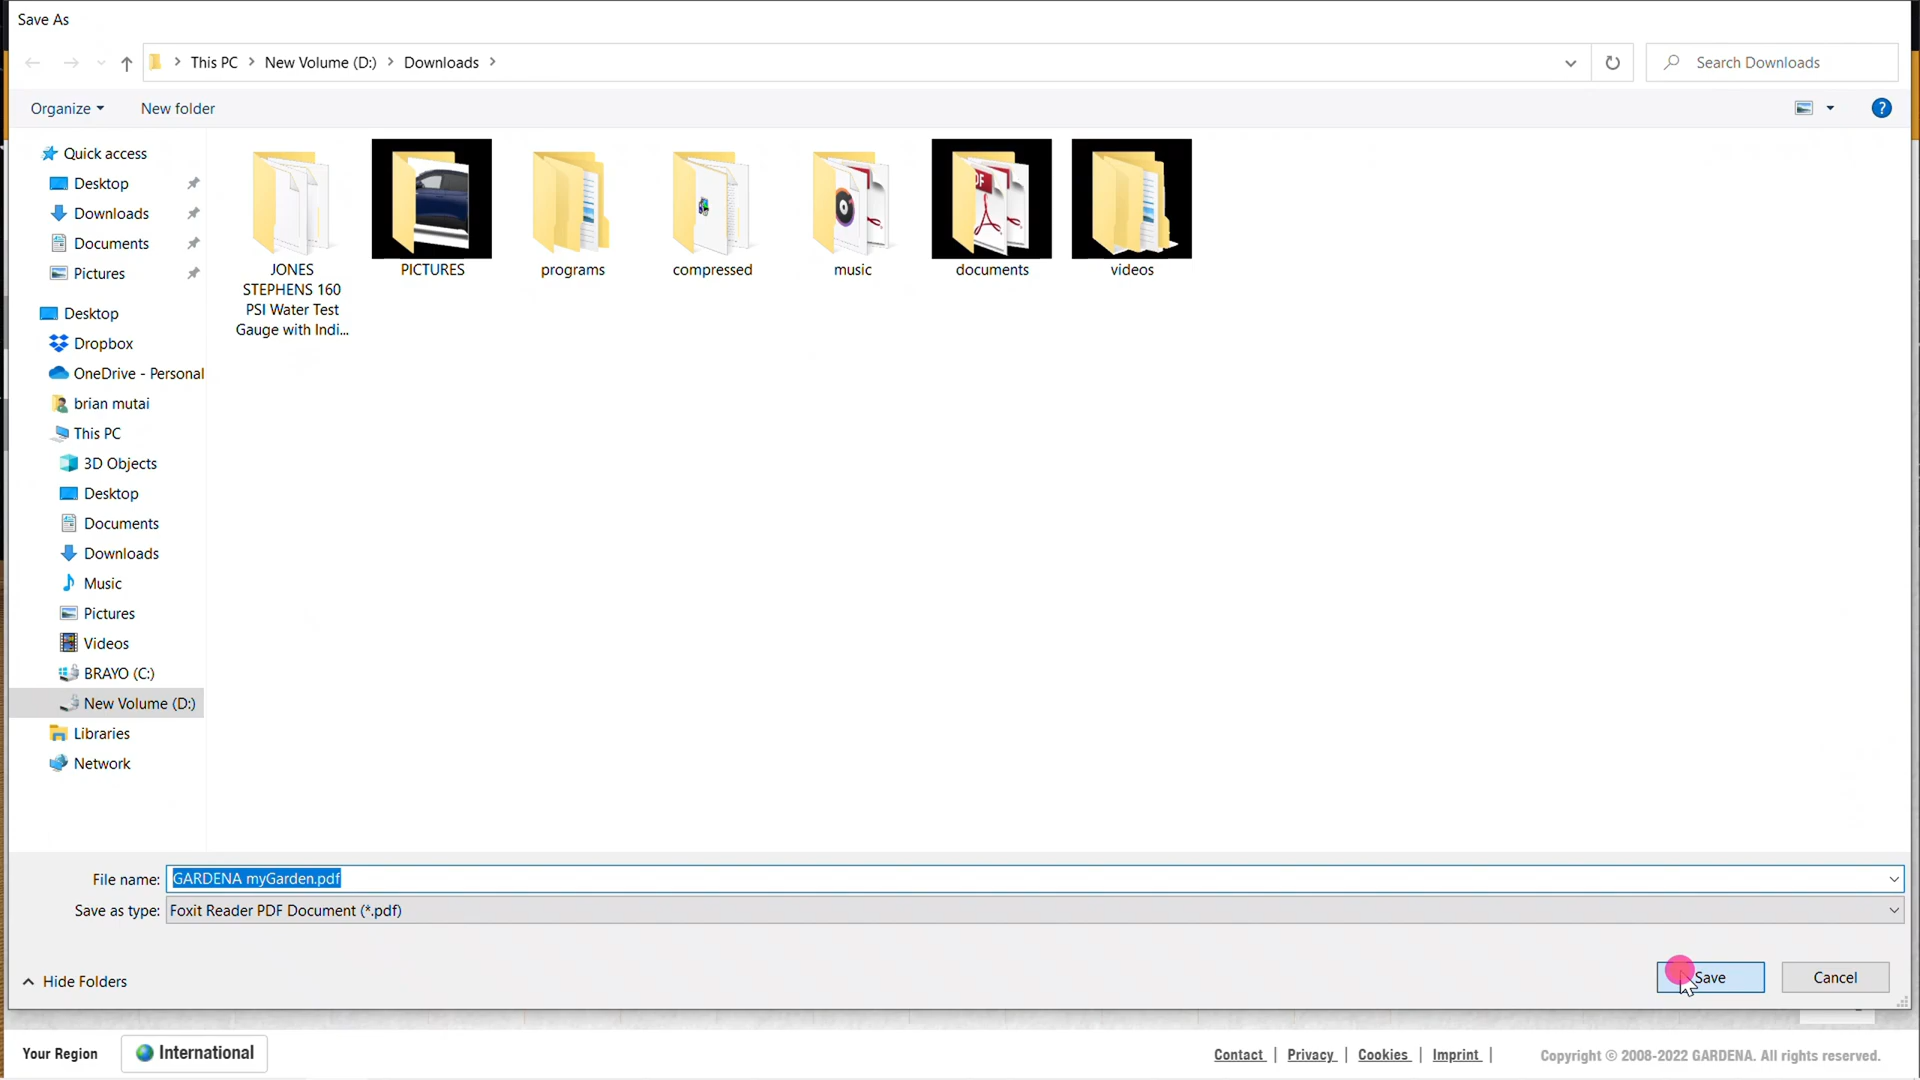 Save As
This PC
New Volume (D:)
Downloads
Search Downloads
Organize
New folder
?
Quick access
Desktop
Downloads
Documents
Pictures
Desktop
Dropbox
OneDrive - Personal
brian mutai
This PC
3D Objects
Desktop
Documents
Downloads
Music
Pictures
Videos
BRAYO (C:)
New Volume (D:)
Libraries
Network
JONES
STEPHENS 160
PSI Water Test
Gauge with Indi...
PICTURES
programs
compressed
music
documents
videos
File name: GARDENA myGarden.pdf
Save as type: Foxit Reader PDF Document (*.pdf)
Hide Folders
Save
Cancel
Your Region
International
Contact | Privacy | Cookies | Imprint |
Copyright © 2008-2022 GARDENA. All rights reserved.